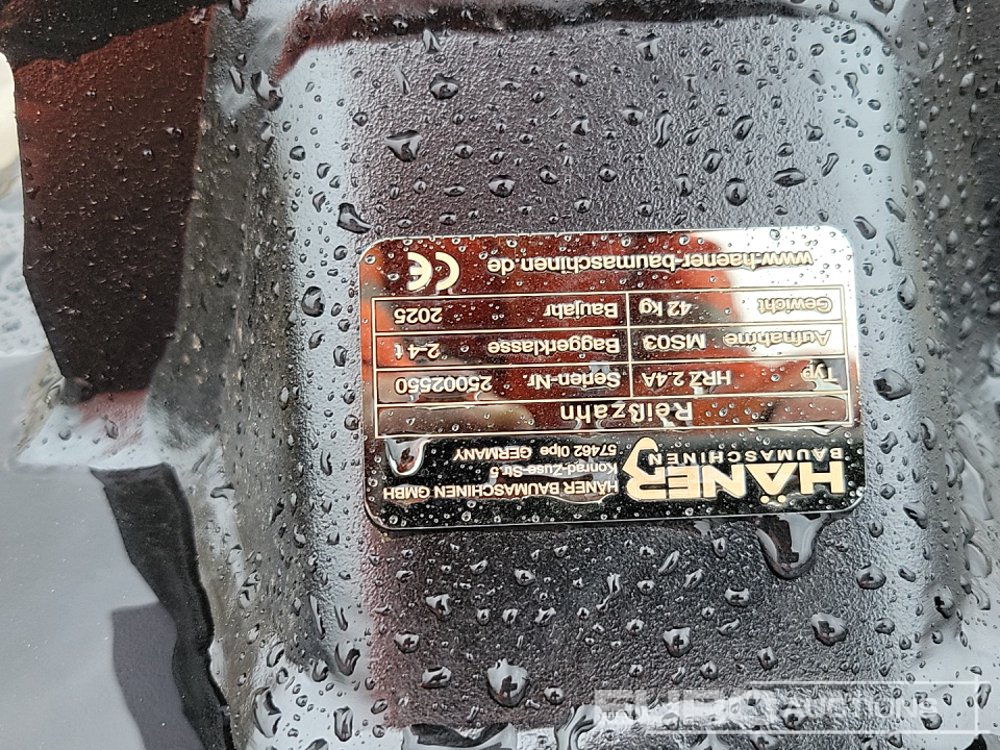 HÄNER
BAUMASCHINEN
HÄNER BAUMASCHINEN GMBH
Konrad-Zuse-Str.5
57462 Olpe GERMANY
Reißzahn
Typ HRZ 2.4A Serien-Nr. 25002550
Aufnahme MS03 Baggerklasse 2-4 t
Gewicht 42 kg Baujahr 2025
www.haener-baumaschinen.de CE
EURO AUCTIONS